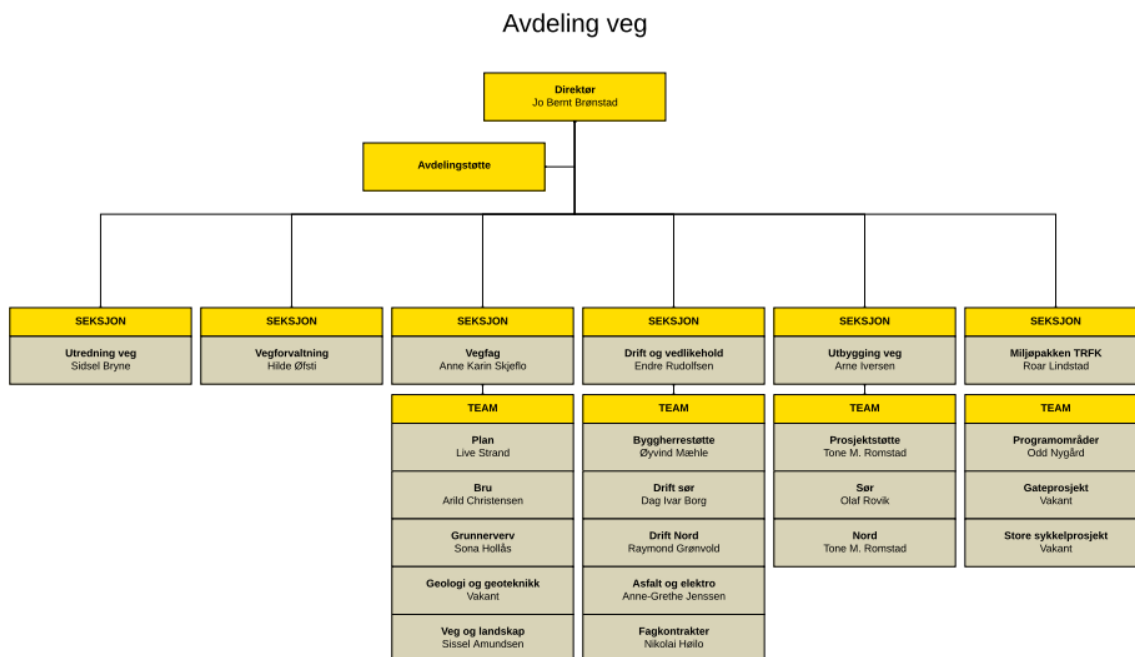 Avdeling veg
Direktør
Jo Bernt Brønstad
Avdelingstøtte
SEKSJON
Utredning veg
Sidsel Bryne
SEKSJON
Vegforvaltning
Hilde Øfsti
SEKSJON
Vegfag
Anne Karin Skjeflo
TEAM
Plan
Live Strand
Bru
Arild Christensen
Grunnerverv
Sona Hollås
Geologi og geoteknikk
Vakant
Veg og landskap
Sissel Amundsen
SEKSJON
Drift og vedlikehold
Endre Rudolfsen
TEAM
Byggherrestøtte
Øyvind Mæhle
Drift sør
Dag Ivar Borg
Drift Nord
Raymond Grønvold
Asfalt og elektro
Anne-Grethe Jenssen
Fagkontrakter
Nikolai Høilo
SEKSJON
Utbygging veg
Arne Iversen
TEAM
Prosjektstøtte
Tone M. Romstad
Sør
Olaf Rovik
Nord
Tone M. Romstad
SEKSJON
Miljøpakken TRFK
Roar Lindstad
TEAM
Programområder
Odd Nygård
Gateprosjekt
Vakant
Store sykkelprosjekt
Vakant